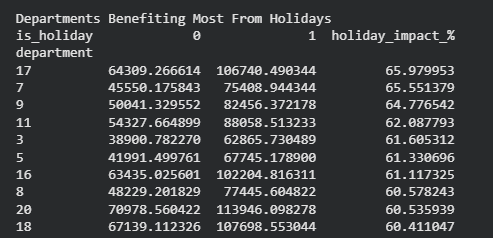 Departments Benefiting Most From Holidays
is_holiday 0 1 holiday_impact_%
department
17 64309.266614 106740.490344 65.979953
7 45550.175843 75408.944344 65.551379
9 50041.329552 82456.372178 64.776542
11 54327.664899 88058.513233 62.087793
3 38900.782270 62865.730489 61.605312
5 41991.499761 67745.178900 61.330696
16 63435.025601 102204.816311 61.117325
8 48229.201829 77445.604822 60.578243
20 70978.560422 113946.098278 60.535939
18 67139.112326 107698.553044 60.411047